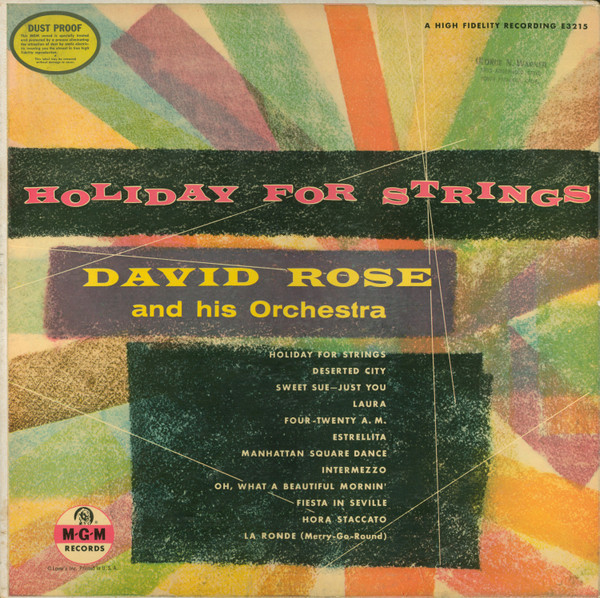 DUST PROOF
A HIGH FIDELITY RECORDING E3215
GEORGE N. WARNER
HOLIDAY FOR STRINGS
DAVID ROSE
and his Orchestra
HOLIDAY FOR STRINGS
DESERTED CITY
SWEET SUE—JUST YOU
LAURA
FOUR-TWENTY A. M.
ESTRELLITA
MANHATTAN SQUARE DANCE
INTERMEZZO
OH, WHAT A BEAUTIFUL MORNIN'
FIESTA IN SEVILLE
HORA STACCATO
LA RONDE (Merry-Go-Round)
M-G-M
RECORDS